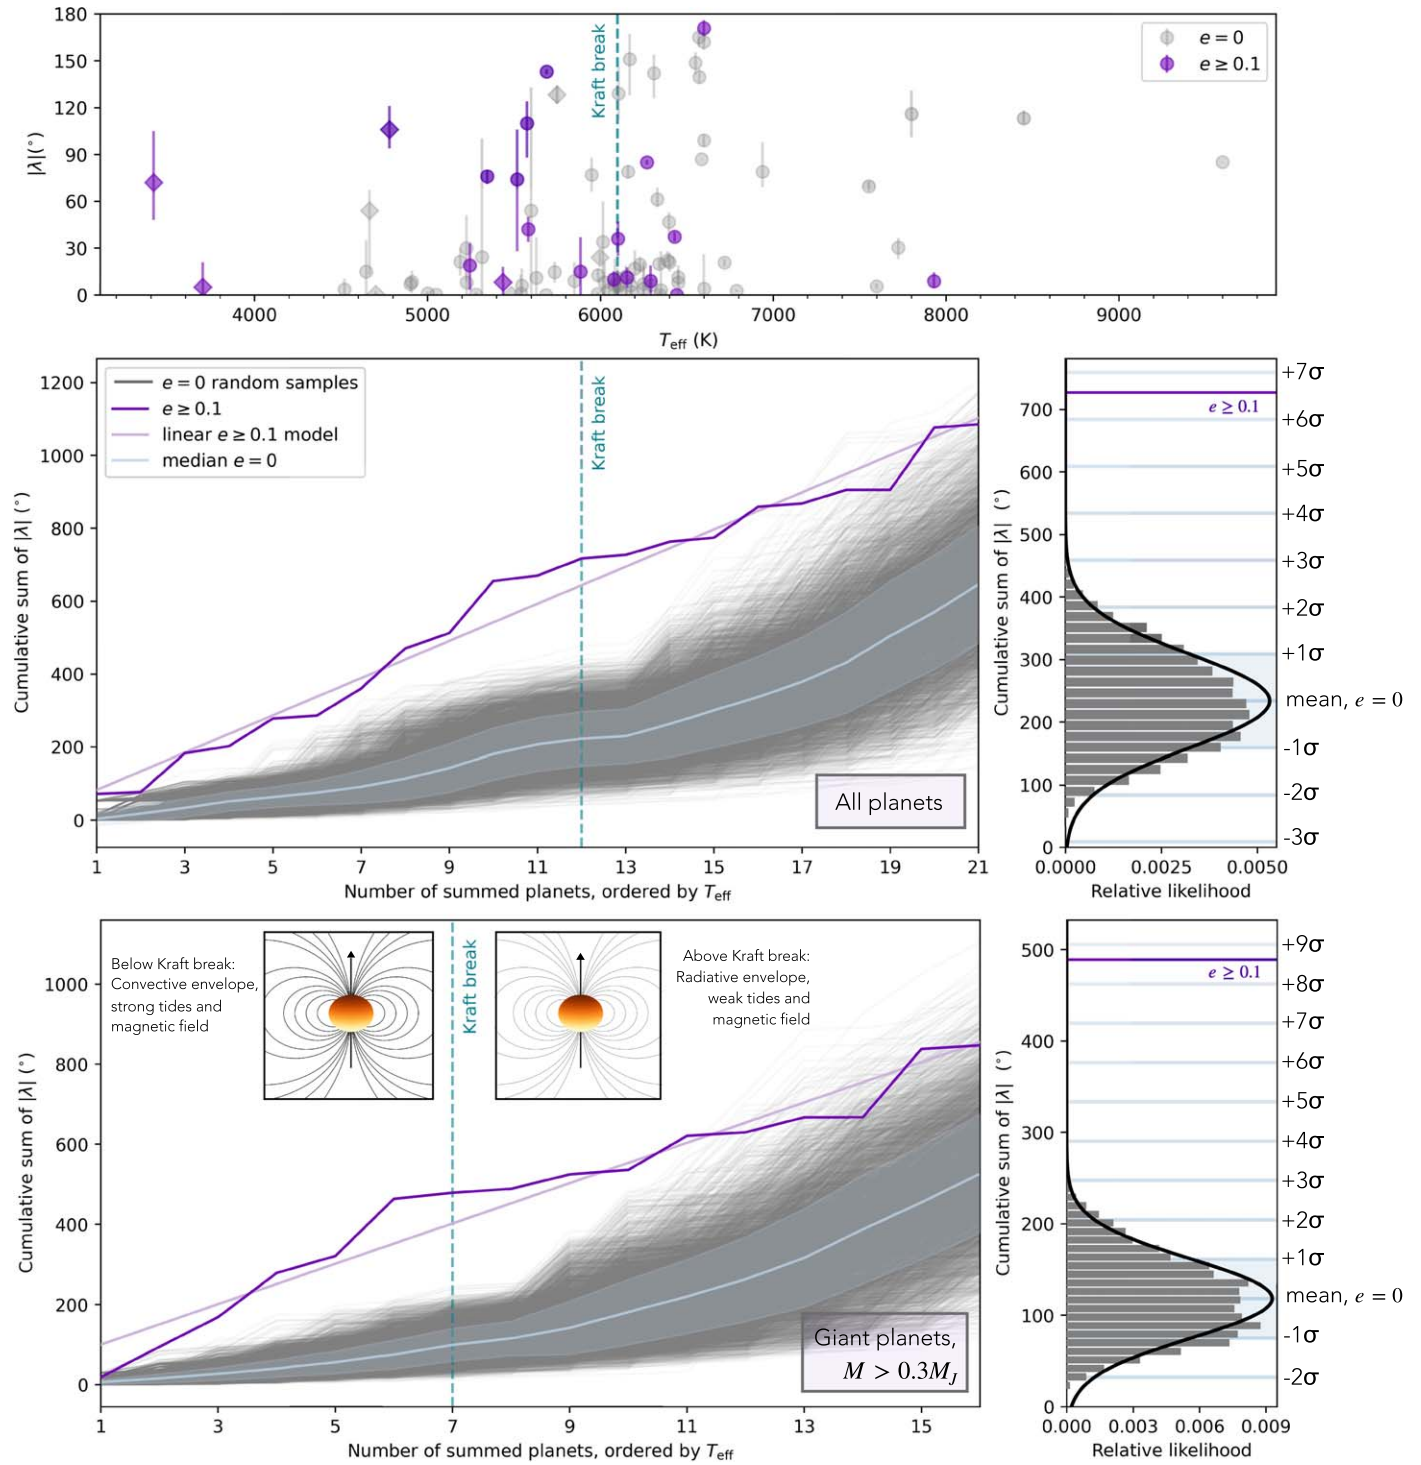 180
150
120
90
60
30
0
|λ|(°)
Kraft break
e = 0
e ≥ 0.1
4000
5000
6000
7000
8000
9000
T_eff (K)
1200
1000
800
600
400
200
0
Cumulative sum of |λ| (°)
e = 0 random samples
e ≥ 0.1
linear e ≥ 0.1 model
median e = 0
Kraft break
All planets
1
3
5
7
9
11
13
15
17
19
21
Number of summed planets, ordered by T_eff
700
600
500
400
300
200
100
0
Cumulative sum of |λ| (°)
e ≥ 0.1
+7σ
+6σ
+5σ
+4σ
+3σ
+2σ
+1σ
mean, e = 0
-1σ
-2σ
-3σ
0.0000
0.0025
0.0050
Relative likelihood
1000
800
600
400
200
0
Cumulative sum of |λ| (°)
Below Kraft break:
Convective envelope,
strong tides and
magnetic field
Kraft break
Above Kraft break:
Radiative envelope,
weak tides and
magnetic field
Giant planets,
M > 0.3M_J
1
3
5
7
9
11
13
15
Number of summed planets, ordered by T_eff
500
400
300
200
100
0
Cumulative sum of |λ| (°)
e ≥ 0.1
+9σ
+8σ
+7σ
+6σ
+5σ
+4σ
+3σ
+2σ
+1σ
mean, e = 0
-1σ
-2σ
0.000
0.003
0.006
0.009
Relative likelihood